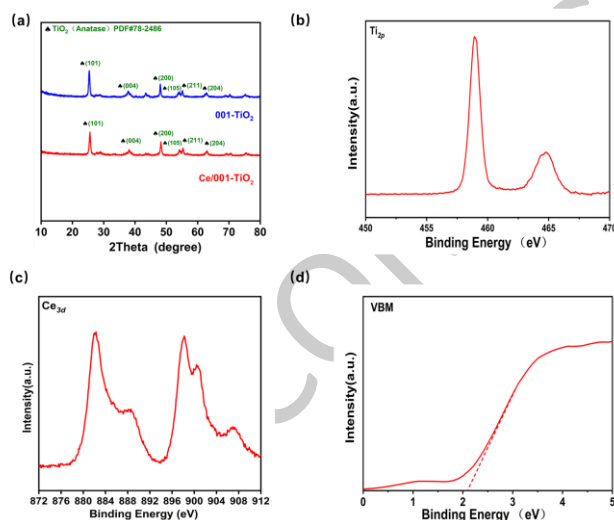 (a)
♠TiO2 (Anatase) PDF#78-2486
♠(101)
♠(004)
♠(200)
♠(105)
♠(211)
♠(204)
001-TiO2
♠(101)
♠(004)
♠(200)
♠(105)
♠(211)
♠(204)
Ce/001-TiO2
10 20 30 40 50 60 70 80
2Theta (degree)
(b)
Ti2p
Intensity(a.u.)
450 455 460 465 470
Binding Energy (eV)
(c)
Ce3d
Intensity(a.u.)
872 876 880 884 888 892 896 900 904 908 912
Binding Energy (eV)
(d)
VBM
Intensity(a.u.)
0 1 2 3 4 5
Binding Energy (eV)